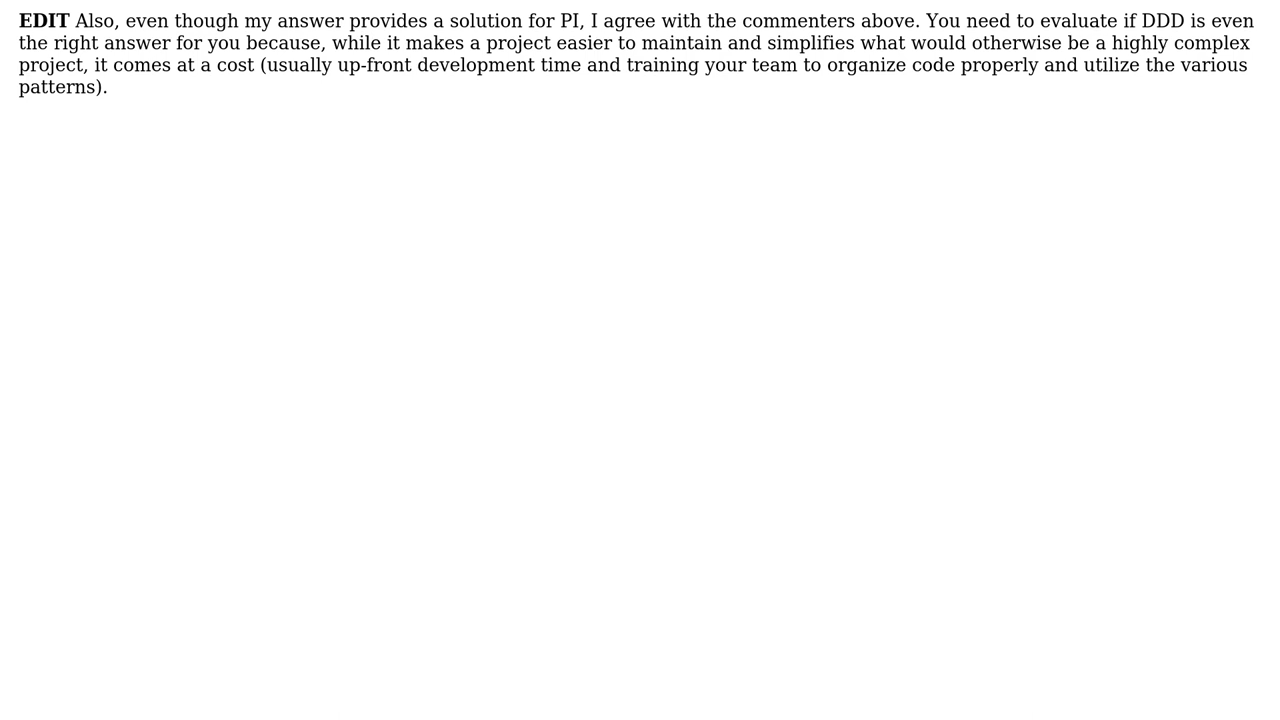 EDIT Also, even though my answer provides a solution for PI, I agree with the commenters above. You need to evaluate if DDD is even
the right answer for you because, while it makes a project easier to maintain and simplifies what would otherwise be a highly complex
project, it comes at a cost (usually up-front development time and training your team to organize code properly and utilize the various
patterns).